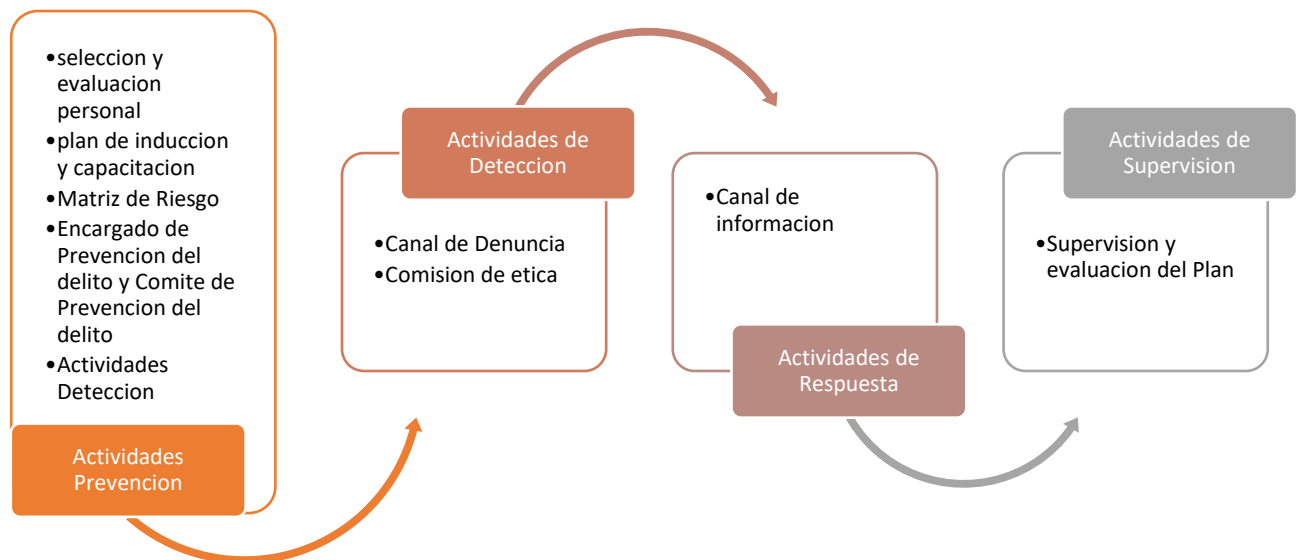 •seleccion y
evaluacion
personal
•plan de induccion
y capacitacion
•Matriz de Riesgo
•Encargado de
Prevencion del
delito y Comite de
Prevencion del
delito
•Actividades
Deteccion
Actividades
Prevencion
Actividades de
Deteccion
•Canal de Denuncia
•Comision de etica
•Canal de
informacion
Actividades de
Respuesta
Actividades de
Supervision
•Supervision y
evaluacion del Plan